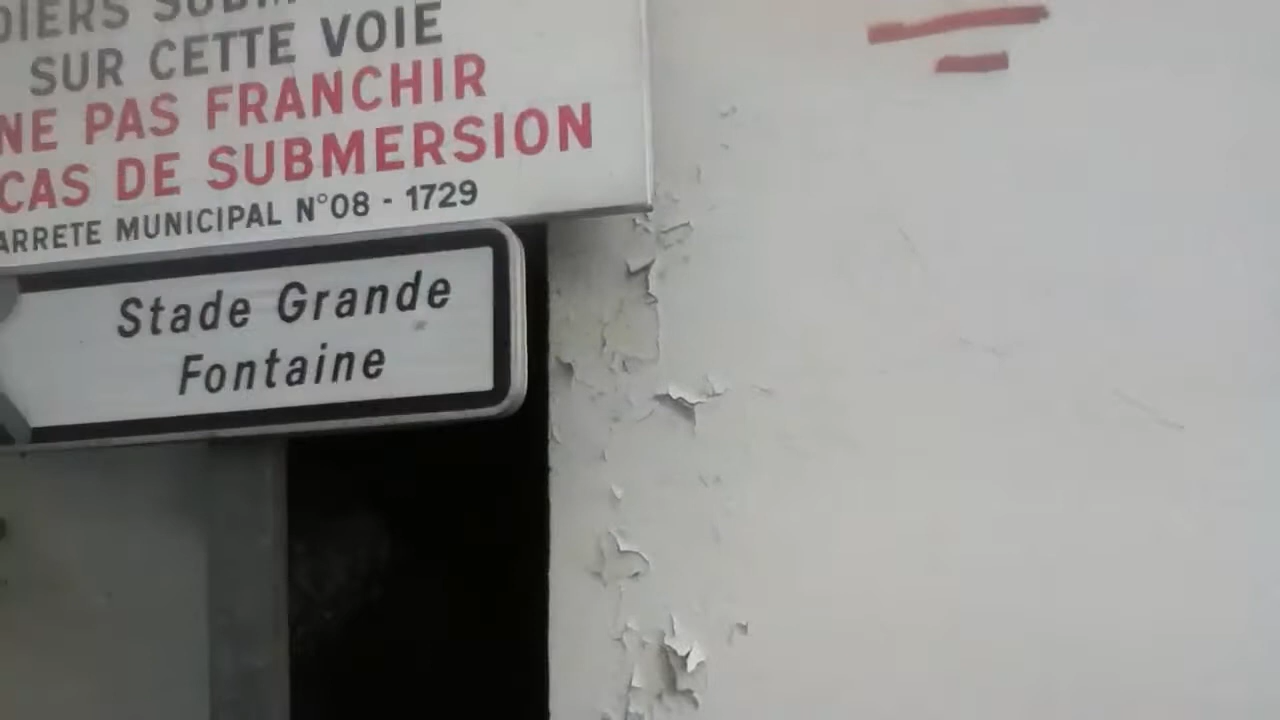 SUR CETTE VOIE
NE PAS FRANCHIR
CAS DE SUBMERSION
ARRETE MUNICIPAL N°08 - 1729
Stade Grande
Fontaine